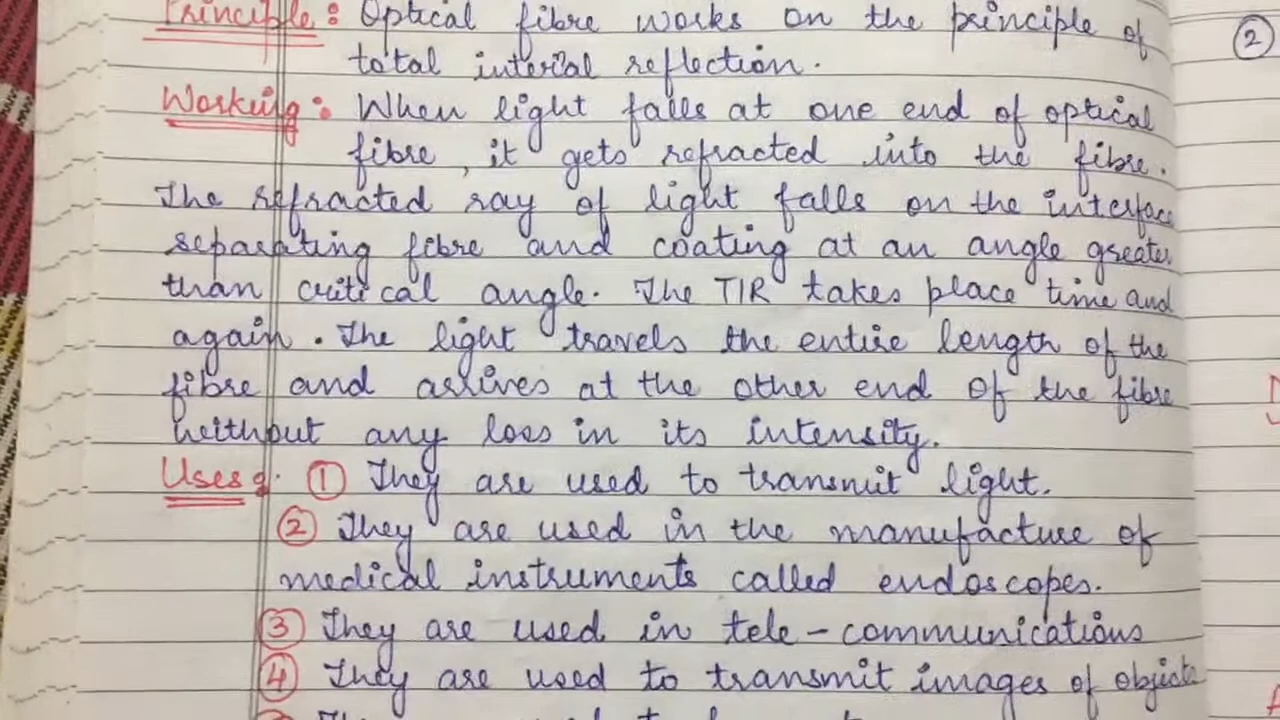 Principle: Optical fibre works on the principle of
total interial reflection.
Working: When light falls at one end of optical
fibre, it gets refracted into the fibre.
The refracted ray of light falls on the interface
separating fibre and coating at an angle greater
than critical angle. The TIR takes place time and
again. The light travels the entire length of the
fibre and arrives at the other end of the fibre
without any loss in its intensity.
Uses: ① They are used to transmit light.
② They are used in the manufacture of
medical instruments called endoscopes.
③ They are used in tele-communications
④ They are used to transmit images of objects
②